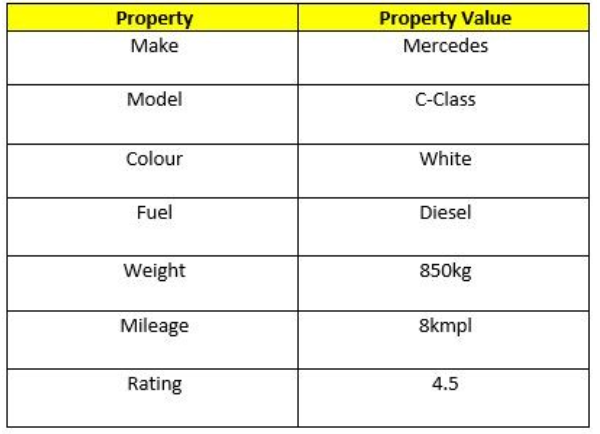 Property Property Value
Make Mercedes
Model C-Class
Colour White
Fuel Diesel
Weight 850kg
Mileage 8kmpl
Rating 4.5